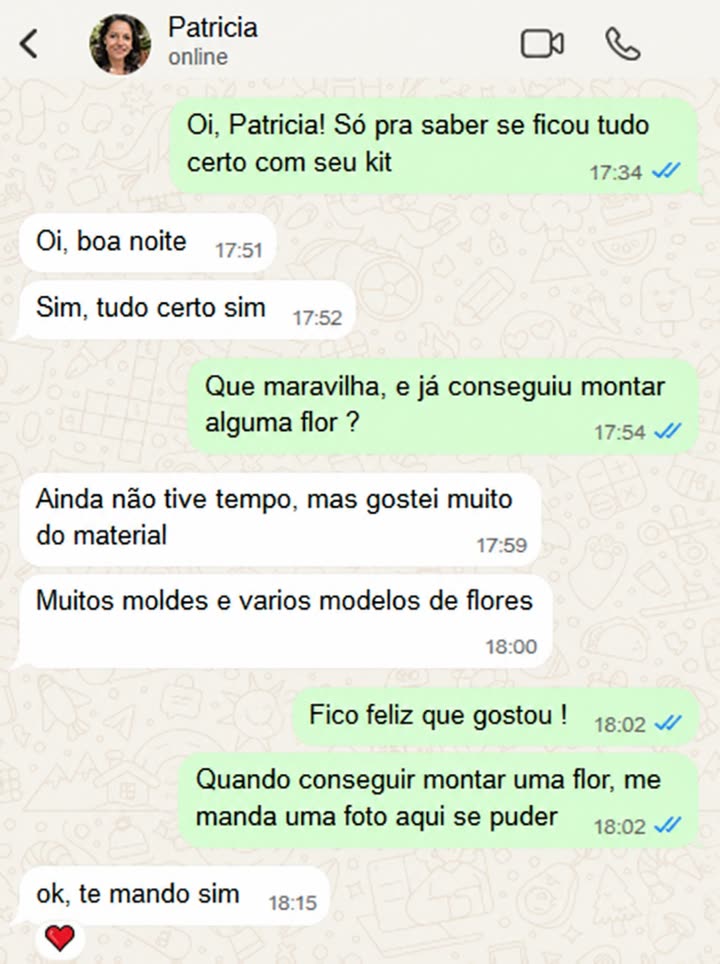 Patricia
online
Oi, Patricia! Só pra saber se ficou tudo
certo com seu kit
17:34
Oi, boa noite
17:51
Sim, tudo certo sim
17:52
Que maravilha, e já conseguiu montar
alguma flor ?
17:54
Ainda não tive tempo, mas gostei muito
do material
17:59
Muitos moldes e varios modelos de flores
18:00
Fico feliz que gostou !
18:02
Quando conseguir montar uma flor, me
manda uma foto aqui se puder
18:02
ok, te mando sim
18:15